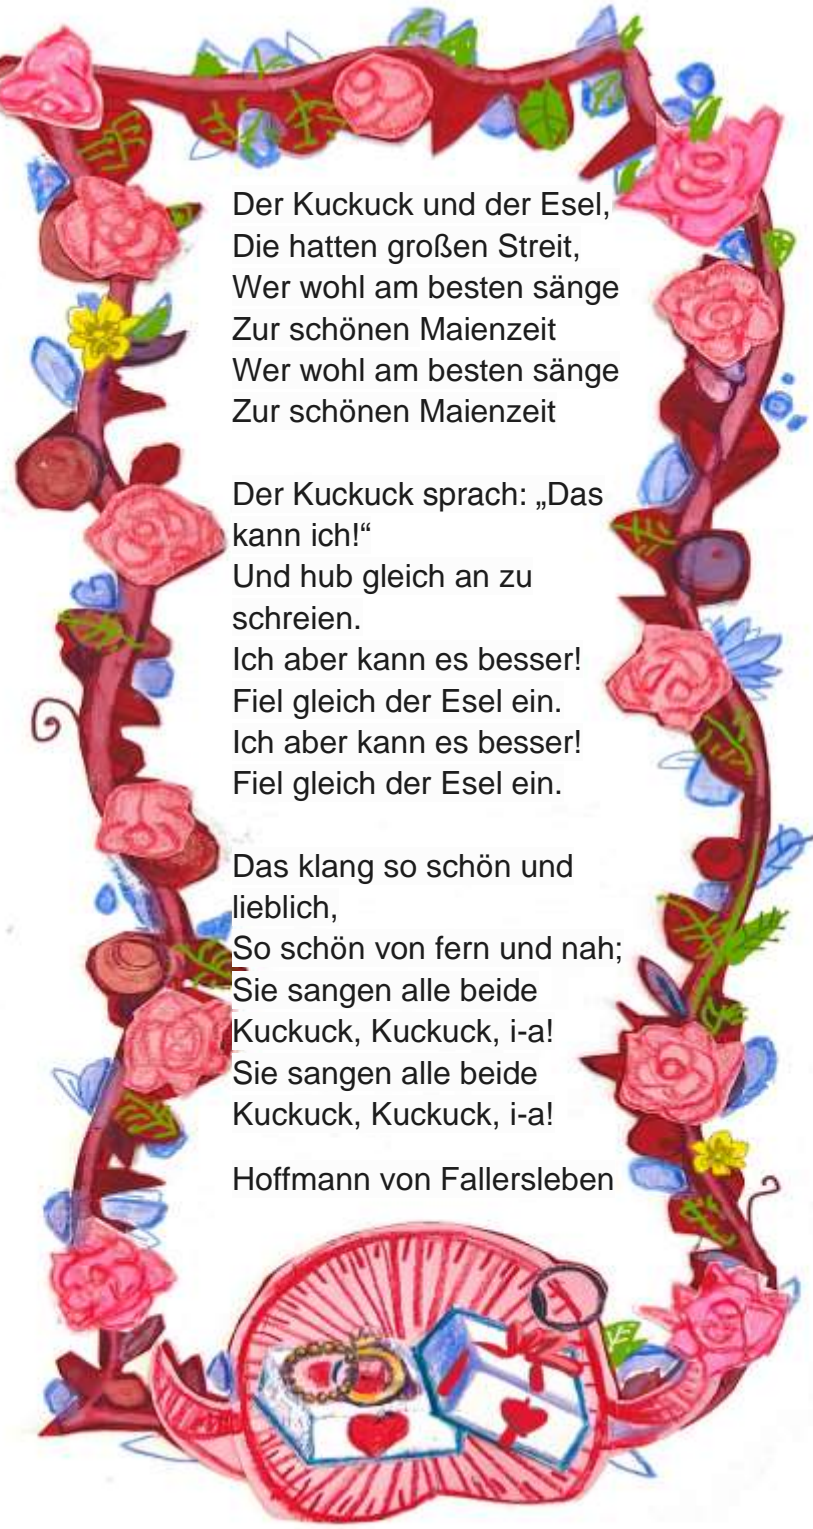 Der Kuckuck und der Esel,
Die hatten großen Streit,
Wer wohl am besten sänge
Zur schönen Maienzeit
Wer wohl am besten sänge
Zur schönen Maienzeit
Der Kuckuck sprach: „Das
kann ich!“
Und hub gleich an zu
schreien.
Ich aber kann es besser!
Fiel gleich der Esel ein.
Ich aber kann es besser!
Fiel gleich der Esel ein.
Das klang so schön und
lieblich,
So schön von fern und nah;
Sie sangen alle beide
Kuckuck, Kuckuck, i-a!
Sie sangen alle beide
Kuckuck, Kuckuck, i-a!
Hoffmann von Fallersleben